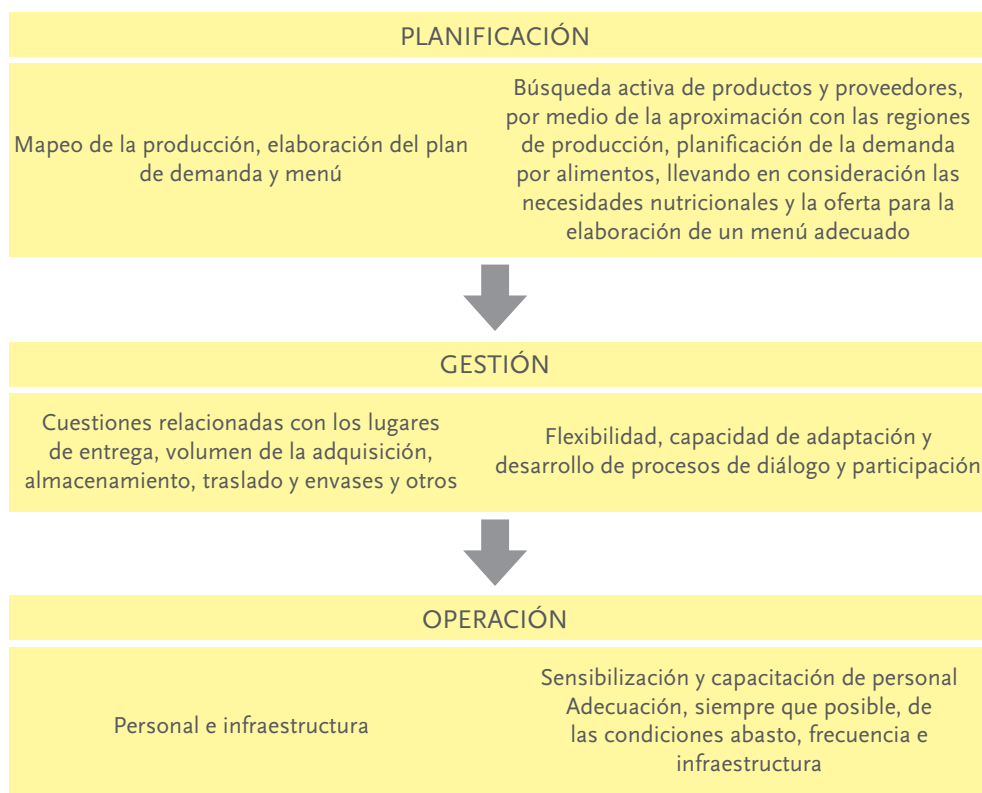 PLANIFICACIÓN
Mapeo de la producción, elaboración del plan
de demanda y menú
Búsqueda activa de productos y proveedores,
por medio de la aproximación con las regiones
de producción, planificación de la demanda
por alimentos, llevando en consideración las
necesidades nutricionales y la oferta para la
elaboración de un menú adecuado
GESTIÓN
Cuestiones relacionadas con los lugares
de entrega, volumen de la adquisición,
almacenamiento, traslado y envases y otros
Flexibilidad, capacidad de adaptación y
desarrollo de procesos de diálogo y participación
OPERACIÓN
Personal e infraestructura
Sensibilización y capacitación de personal
Adecuación, siempre que posible, de
las condiciones abasto, frecuencia e
infraestructura